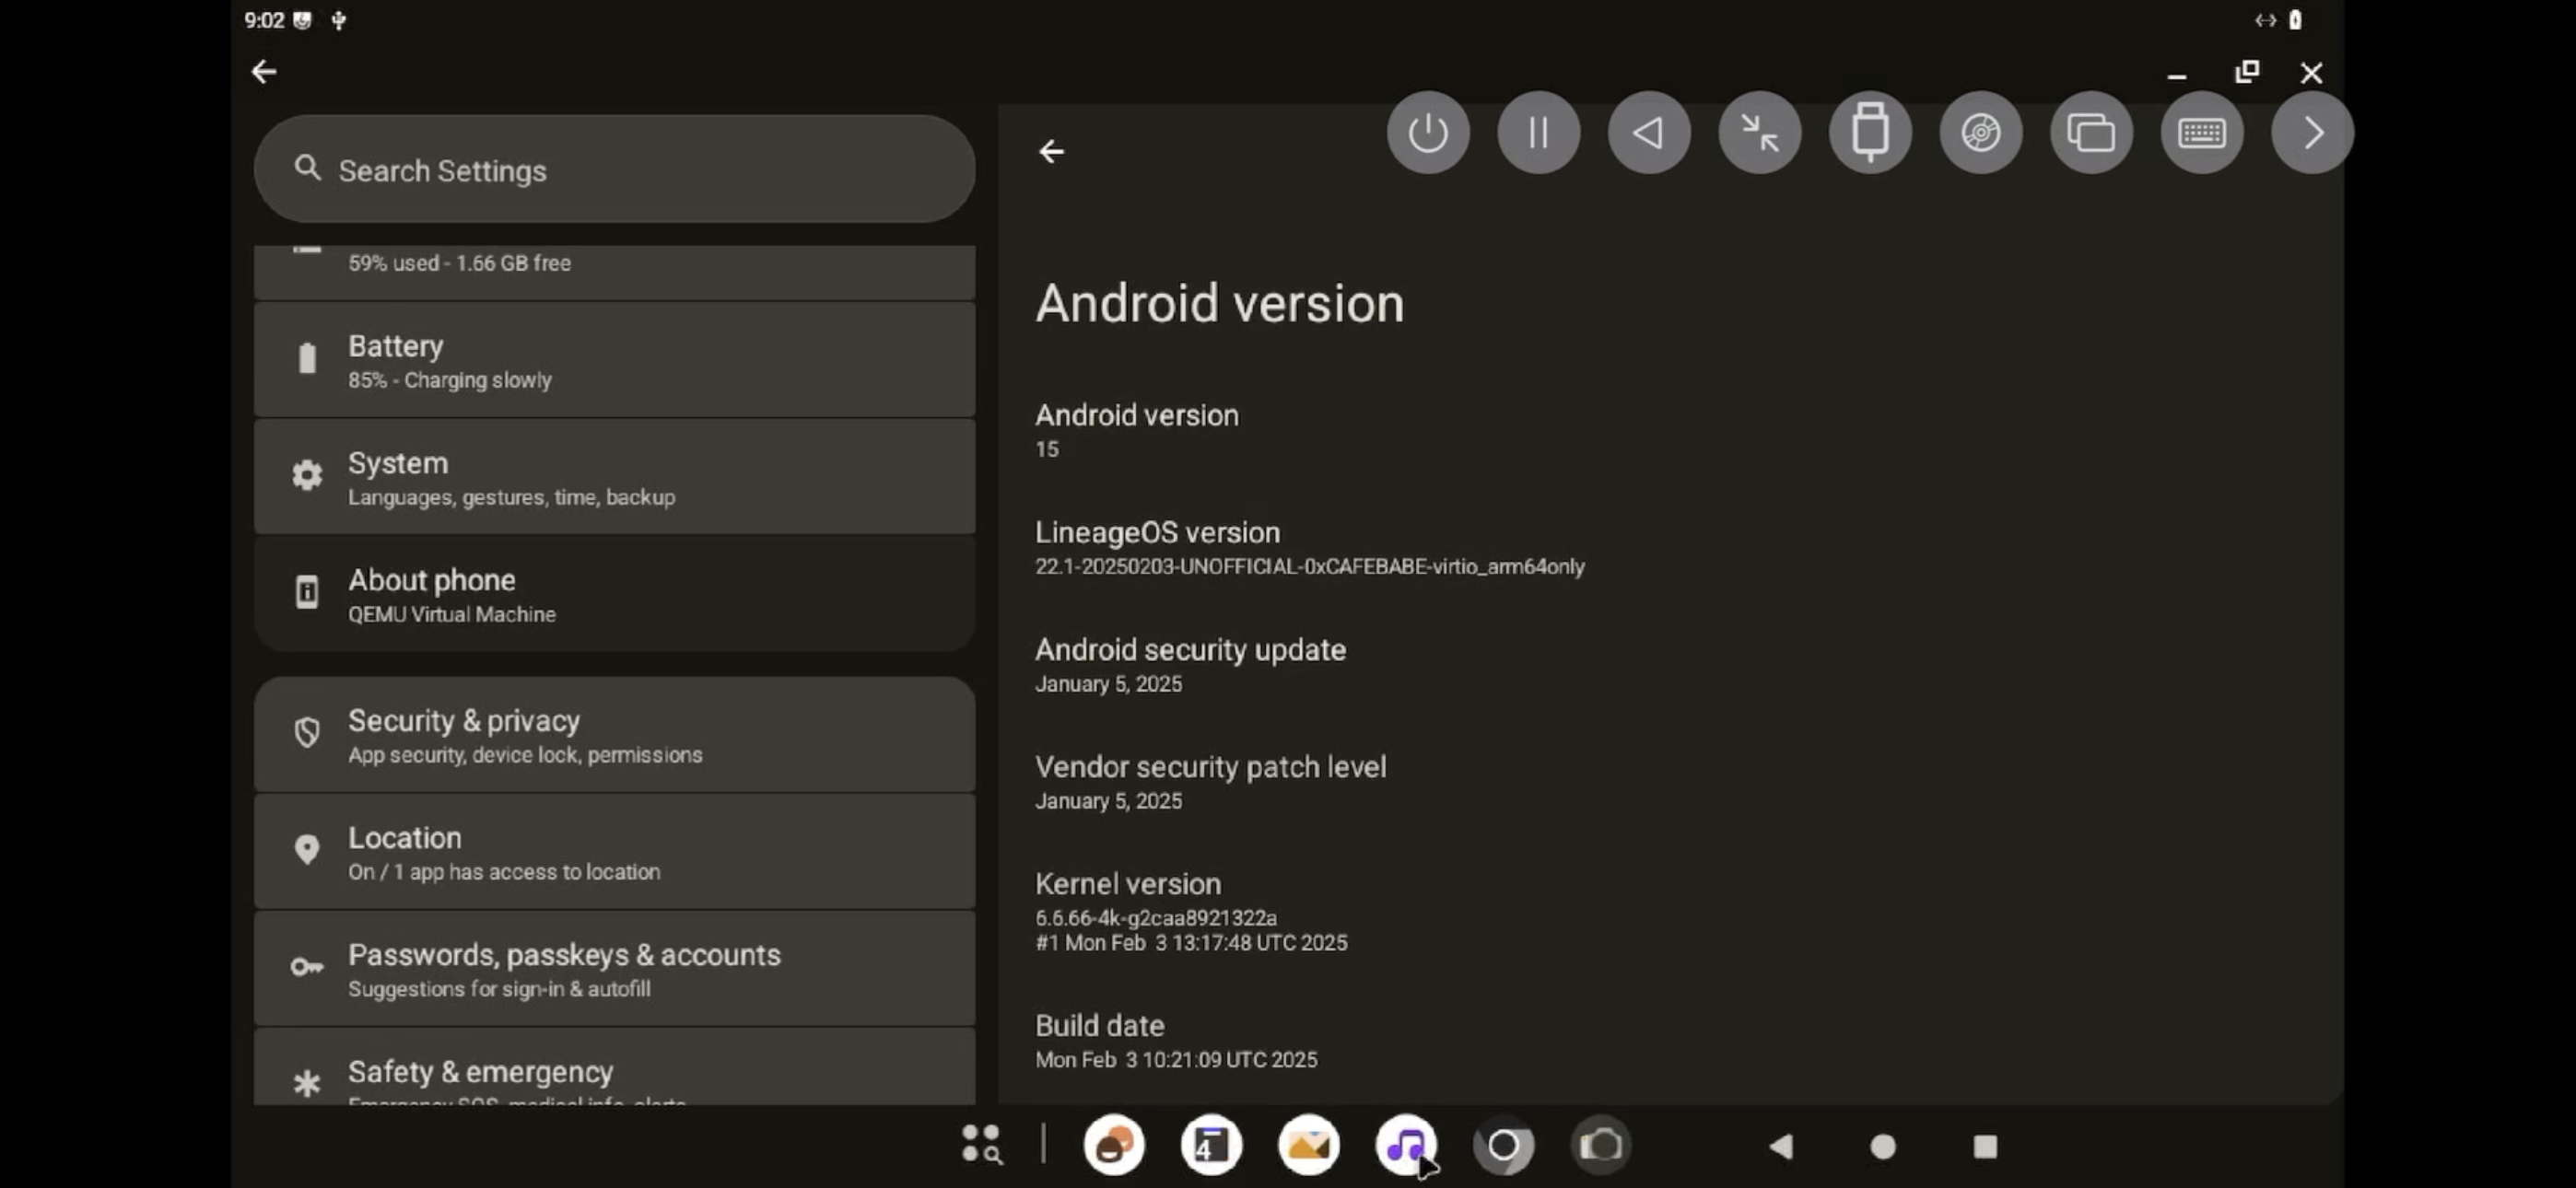 9:02
Search Settings
59% used - 1.66 GB free
Battery
85% - Charging slowly
System
Languages, gestures, time, backup
About phone
QEMU Virtual Machine
Security & privacy
App security, device lock, permissions
Location
On / 1 app has access to location
Passwords, passkeys & accounts
Suggestions for sign-in & autofill
Safety & emergency
Emergency SOS, medical info, alerts
Android version
Android version
15
LineageOS version
22.1-20250203-UNOFFICIAL-0xCAFEBABE-virtio_arm64only
Android security update
January 5, 2025
Vendor security patch level
January 5, 2025
Kernel version
6.6.66-4k-g2caa8921322a
#1 Mon Feb  3 13:17:48 UTC 2025
Build date
Mon Feb  3 10:21:09 UTC 2025
4